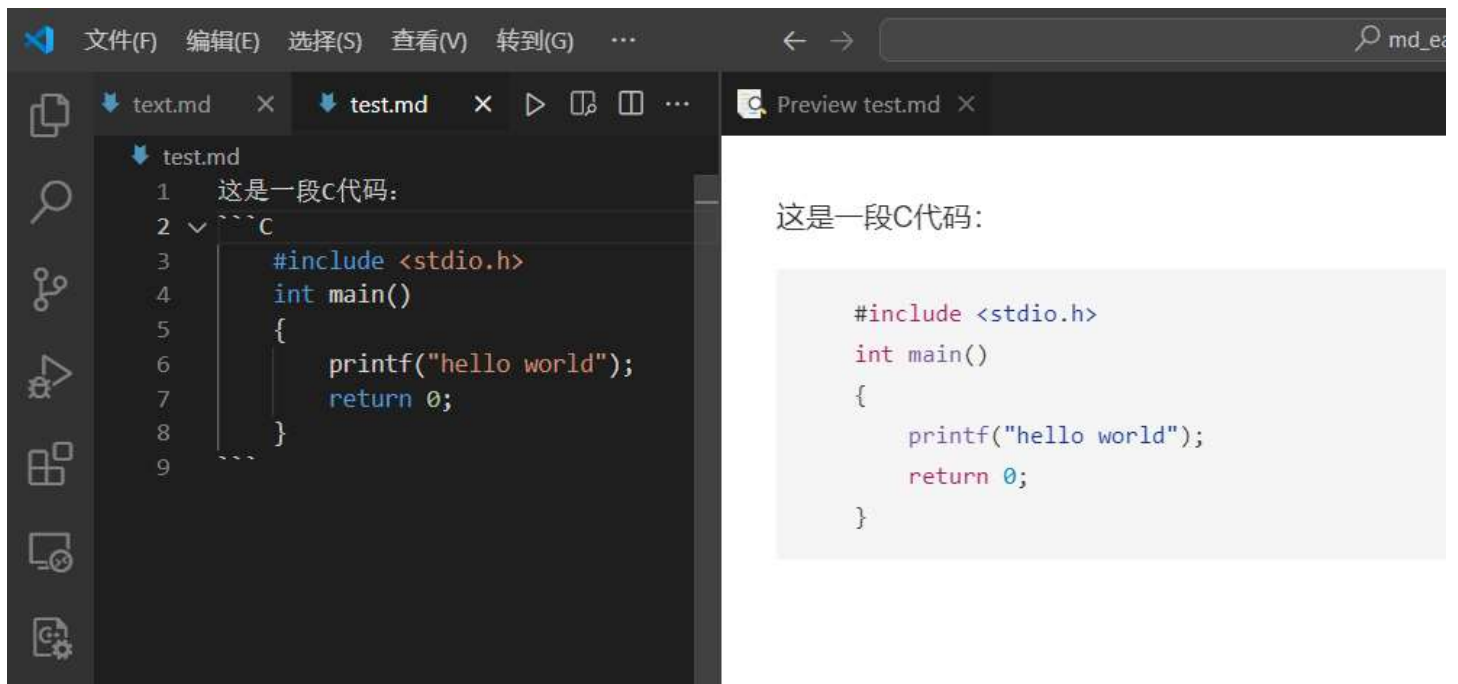 文件(F) 编辑(E) 选择(S) 查看(V) 转到(G) ···
text.md
test.md
Preview test.md
test.md
1 这是一段C代码：
2 ```C
3 #include <stdio.h>
4 int main()
5 {
6 printf("hello world");
7 return 0;
8 }
9 ```
这是一段C代码：
#include <stdio.h>
int main()
{
printf("hello world");
return 0;
}